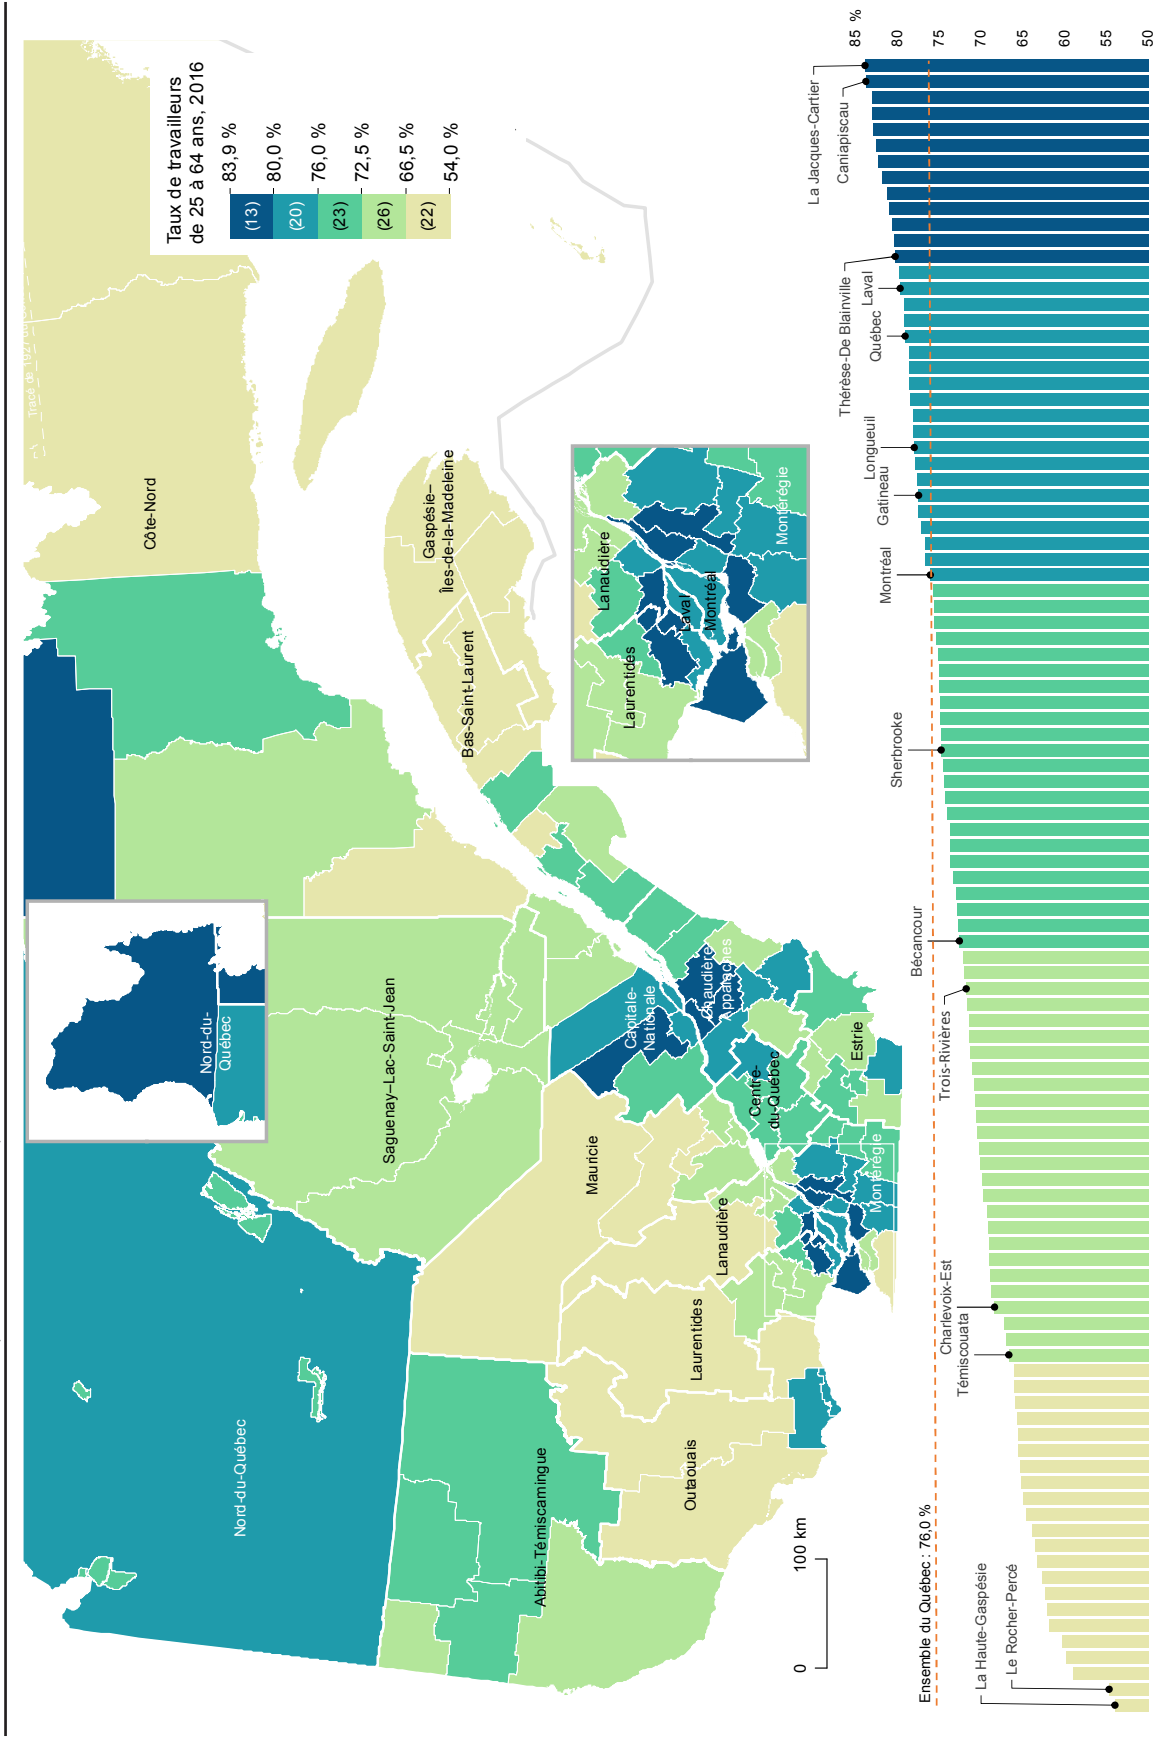 Taux de travailleurs
de 25 à 64 ans, 2016
83,9 %
(13)
80,0 %
(20)
76,0 %
(23)
72,5 %
(26)
66,5 %
(22)
54,0 %
Tracé de 1927 du
Côte-Nord
Gaspésie–
Îles-de-la-Madeleine
Bas-Saint-Laurent
Nord-du-
Québec
Saguenay–Lac-Saint-Jean
Capitale-
Nationale
Chaudière-
Appalaches
Centre-
du-Québec
Estrie
Montérégie
Mauricie
Lanaudière
Laurentides
Outaouais
Abitibi-Témiscamingue
Nord-du-Québec
Lanaudière
Laurentides
Laval
Montréal
Montérégie
0
100 km
85 %
80
75
70
65
60
55
50
Ensemble du Québec : 76,0 %
La Haute-Gaspésie
Le Rocher-Percé
Témiscouata
Charlevoix-Est
Trois-Rivières
Bécancour
Sherbrooke
Montréal
Gatineau
Longueuil
Québec
Laval
Thérèse-De Blainville
Caniapiscau
La Jacques-Cartier